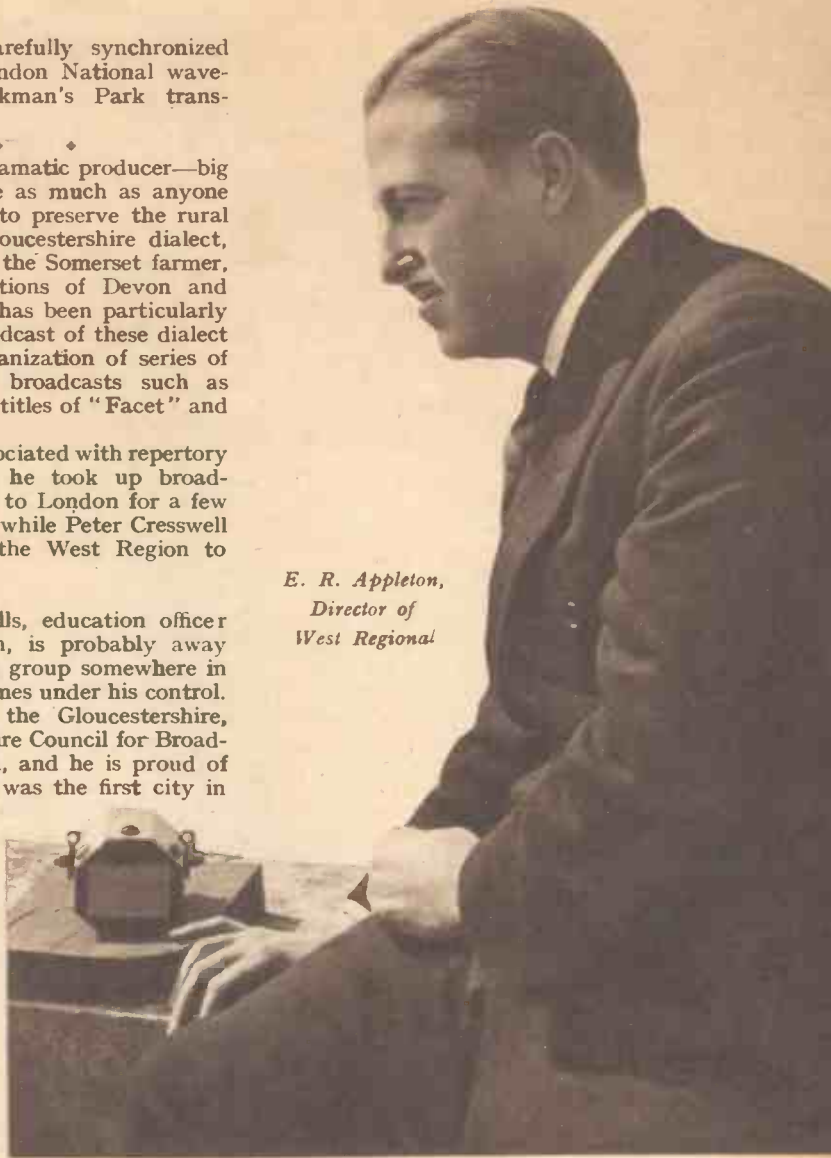 arefully synchronized
ndon National wave-
kman's Park trans-
amatic producer—big
e as much as anyone
to preserve the rural
oucestershire dialect,
the Somerset farmer,
tions of Devon and
has been particularly
dcast of these dialect
anization of series of
broadcasts such as
titles of "Facet" and
ociated with repertory
he took up broad-
to London for a few
while Peter Cresswell
the West Region to
E. R. Appleton,
Director of
West Regional
lls, education officer
n, is probably away
group somewhere in
nes under his control.
the Gloucestershire,
re Council for Broad-
, and he is proud of
was the first city in